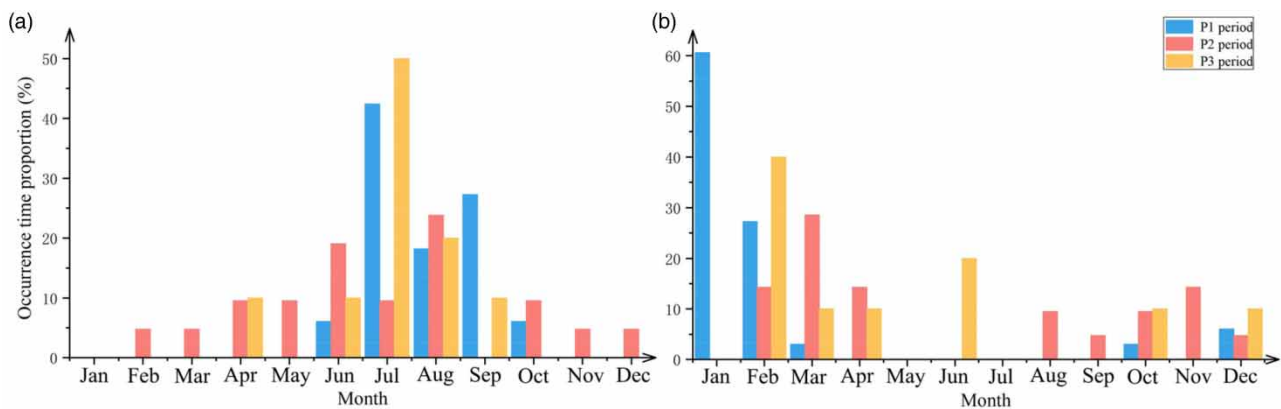 (a)
Occurrence time proportion (%)
50
40
30
20
10
0
Jan Feb Mar Apr May Jun Jul Aug Sep Oct Nov Dec
Month
(b)
P1 period
P2 period
P3 period
60
50
40
30
20
10
0
Jan Feb Mar Apr May Jun Jul Aug Sep Oct Nov Dec
Month